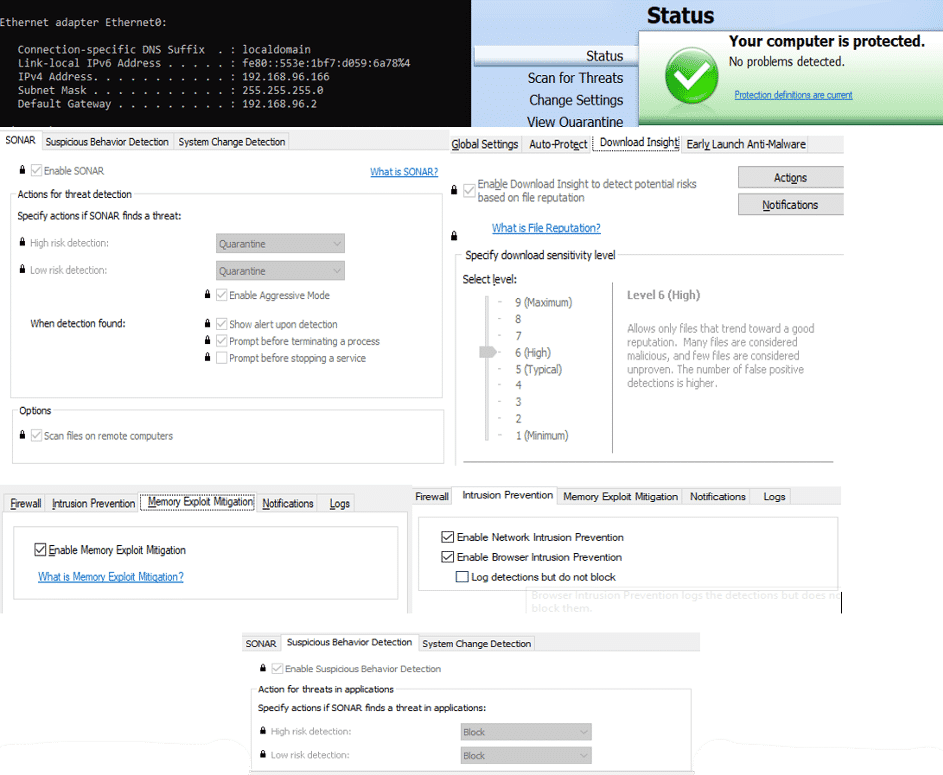 Ethernet adapter Ethernet0:
Connection-specific DNS Suffix . : localdomain
Link-local IPv6 Address . . . . . : fe80::553e:1bf7:d059:6a78%4
IPv4 Address. . . . . . . . . . . : 192.168.96.166
Subnet Mask . . . . . . . . . . . : 255.255.255.0
Default Gateway . . . . . . . . . : 192.168.96.2
Status
Status
Scan for Threats
Change Settings
View Quarantine
Your computer is protected.
No problems detected.
Protection definitions are current
SONAR Suspicious Behavior Detection System Change Detection
Enable SONAR
What is SONAR?
Actions for threat detection
Specify actions if SONAR finds a threat:
High risk detection: Quarantine
Low risk detection: Quarantine
Enable Aggressive Mode
When detection found: Show alert upon detection
Prompt before terminating a process
Prompt before stopping a service
Options
Scan files on remote computers
Global Settings Auto-Protect Download Insight Early Launch Anti-Malware
Enable Download Insight to detect potential risks
based on file reputation
Actions
Notifications
What is File Reputation?
Specify download sensitivity level
Select level:
9 (Maximum)
8
7
6 (High)
5 (Typical)
4
3
2
1 (Minimum)
Level 6 (High)
Allows only files that trend toward a good
reputation. Many files are considered
malicious, and few files are considered
unproven. The number of false positive
detections is higher.
Firewall Intrusion Prevention Memory Exploit Mitigation Notifications Logs
Enable Memory Exploit Mitigation
What is Memory Exploit Mitigation?
Firewall Intrusion Prevention Memory Exploit Mitigation Notifications Logs
Enable Network Intrusion Prevention
Enable Browser Intrusion Prevention
Log detections but do not block
Browser Intrusion Prevention logs the detections but does no
block them.
SONAR Suspicious Behavior Detection System Change Detection
Enable Suspicious Behavior Detection
Action for threats in applications
Specify actions if SONAR finds a threat in applications:
High risk detection: Block
Low risk detection: Block